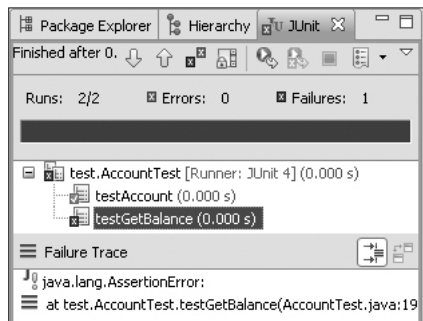 Package Explorer Hierarchy JUnit
Finished after 0.
Runs: 2/2 Errors: 0 Failures: 1
test.AccountTest [Runner: JUnit 4] (0.000 s)
testAccount (0.000 s)
testGetBalance (0.000 s)
Failure Trace
java.lang.AssertionError:
at test.AccountTest.testGetBalance(AccountTest.java:19